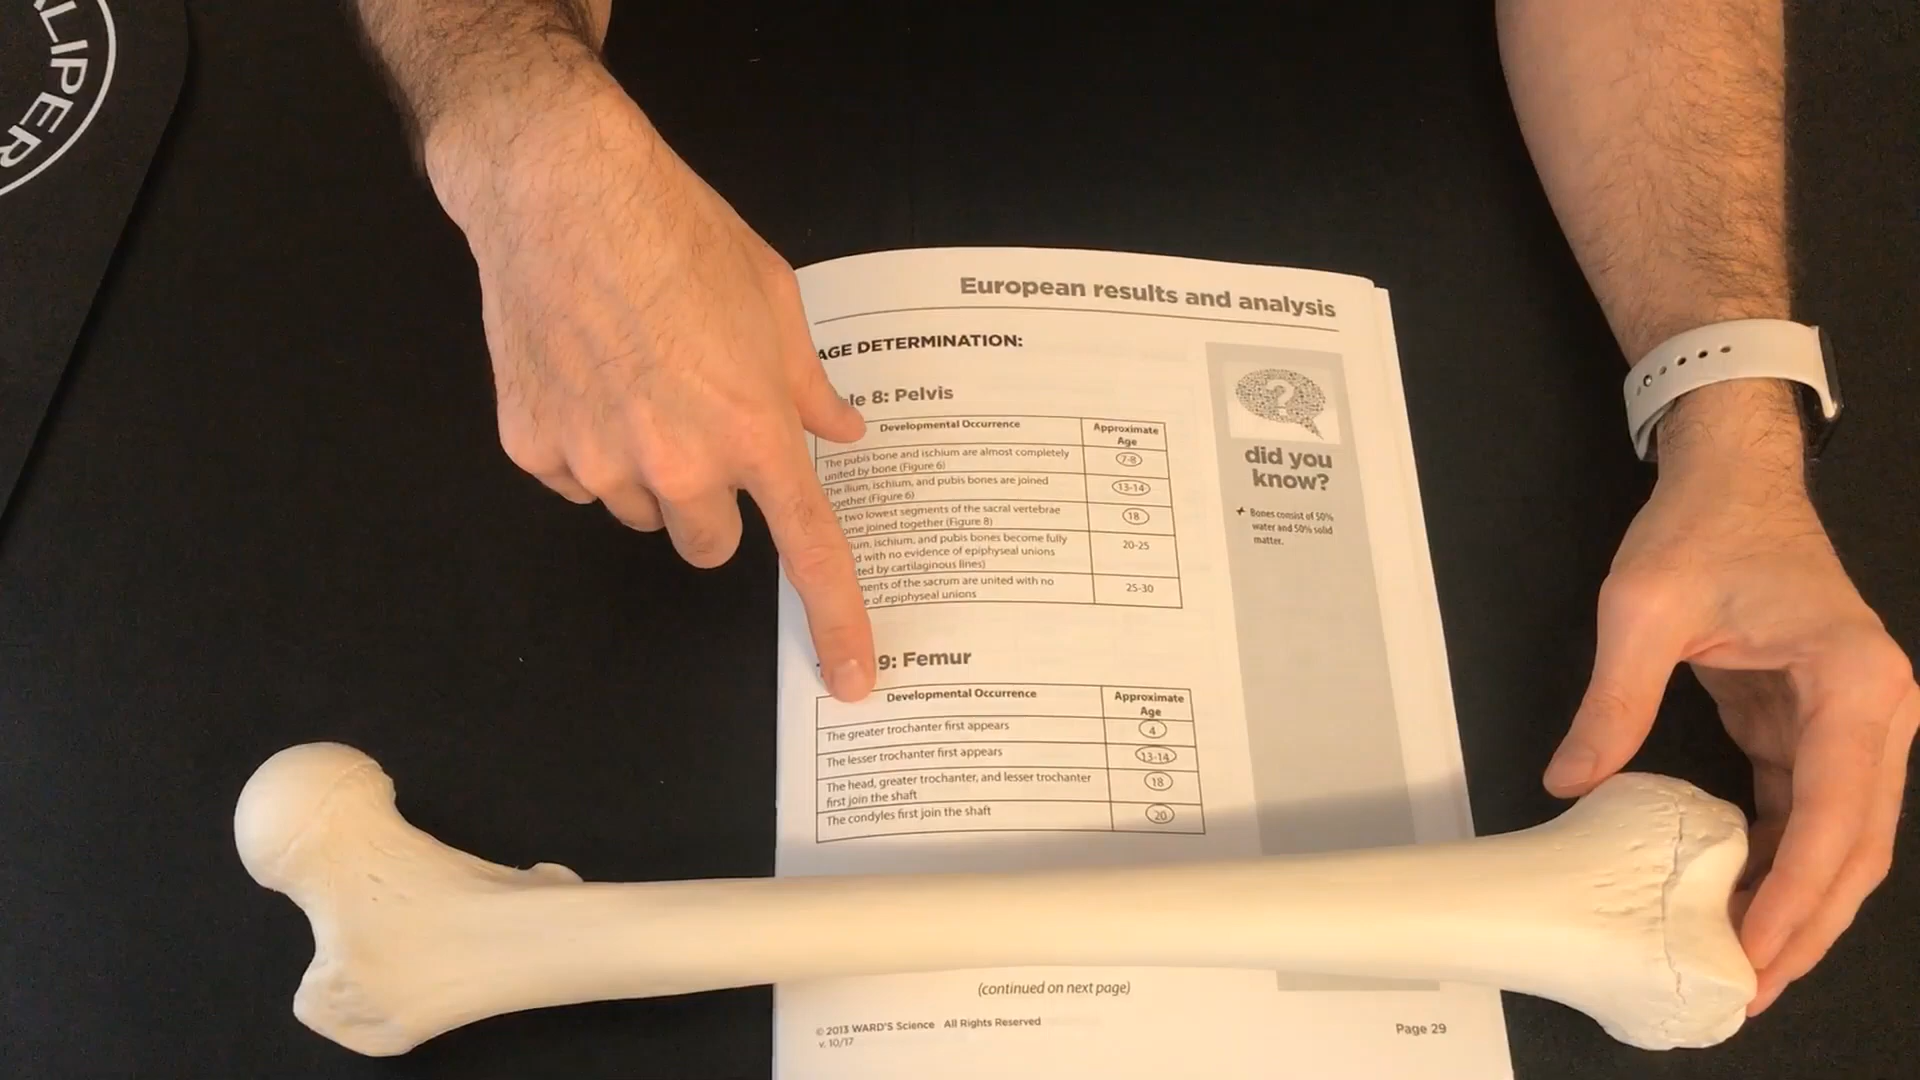 ALIPER
European results and analysis
AGE DETERMINATION:
le 8: Pelvis
Developmental Occurrence
Approximate
Age
The pubis bone and ischium are almost completely
united by bone (Figure 6)
7-8
The ilium, ischium, and pubis bones are joined
gether (Figure 6)
13-14
two lowest segments of the sacral vertebrae
ome joined together (Figure 8)
18
ium, ischium, and pubis bones become fully
d with no evidence of epiphyseal unions
ted by cartilaginous lines)
20-25
ments of the sacrum are united with no
e of epiphyseal unions
25-30
did you
know?
+ Bones consist of 50%
water and 50% solid
matter.
9: Femur
Developmental Occurrence
Approximate
Age
The greater trochanter first appears
4
The lesser trochanter first appears
13-14
The head, greater trochanter, and lesser trochanter
first join the shaft
18
The condyles first join the shaft
20
(continued on next page)
© 2013 WARD'S Science All Rights Reserved
v. 10/17
Page 29